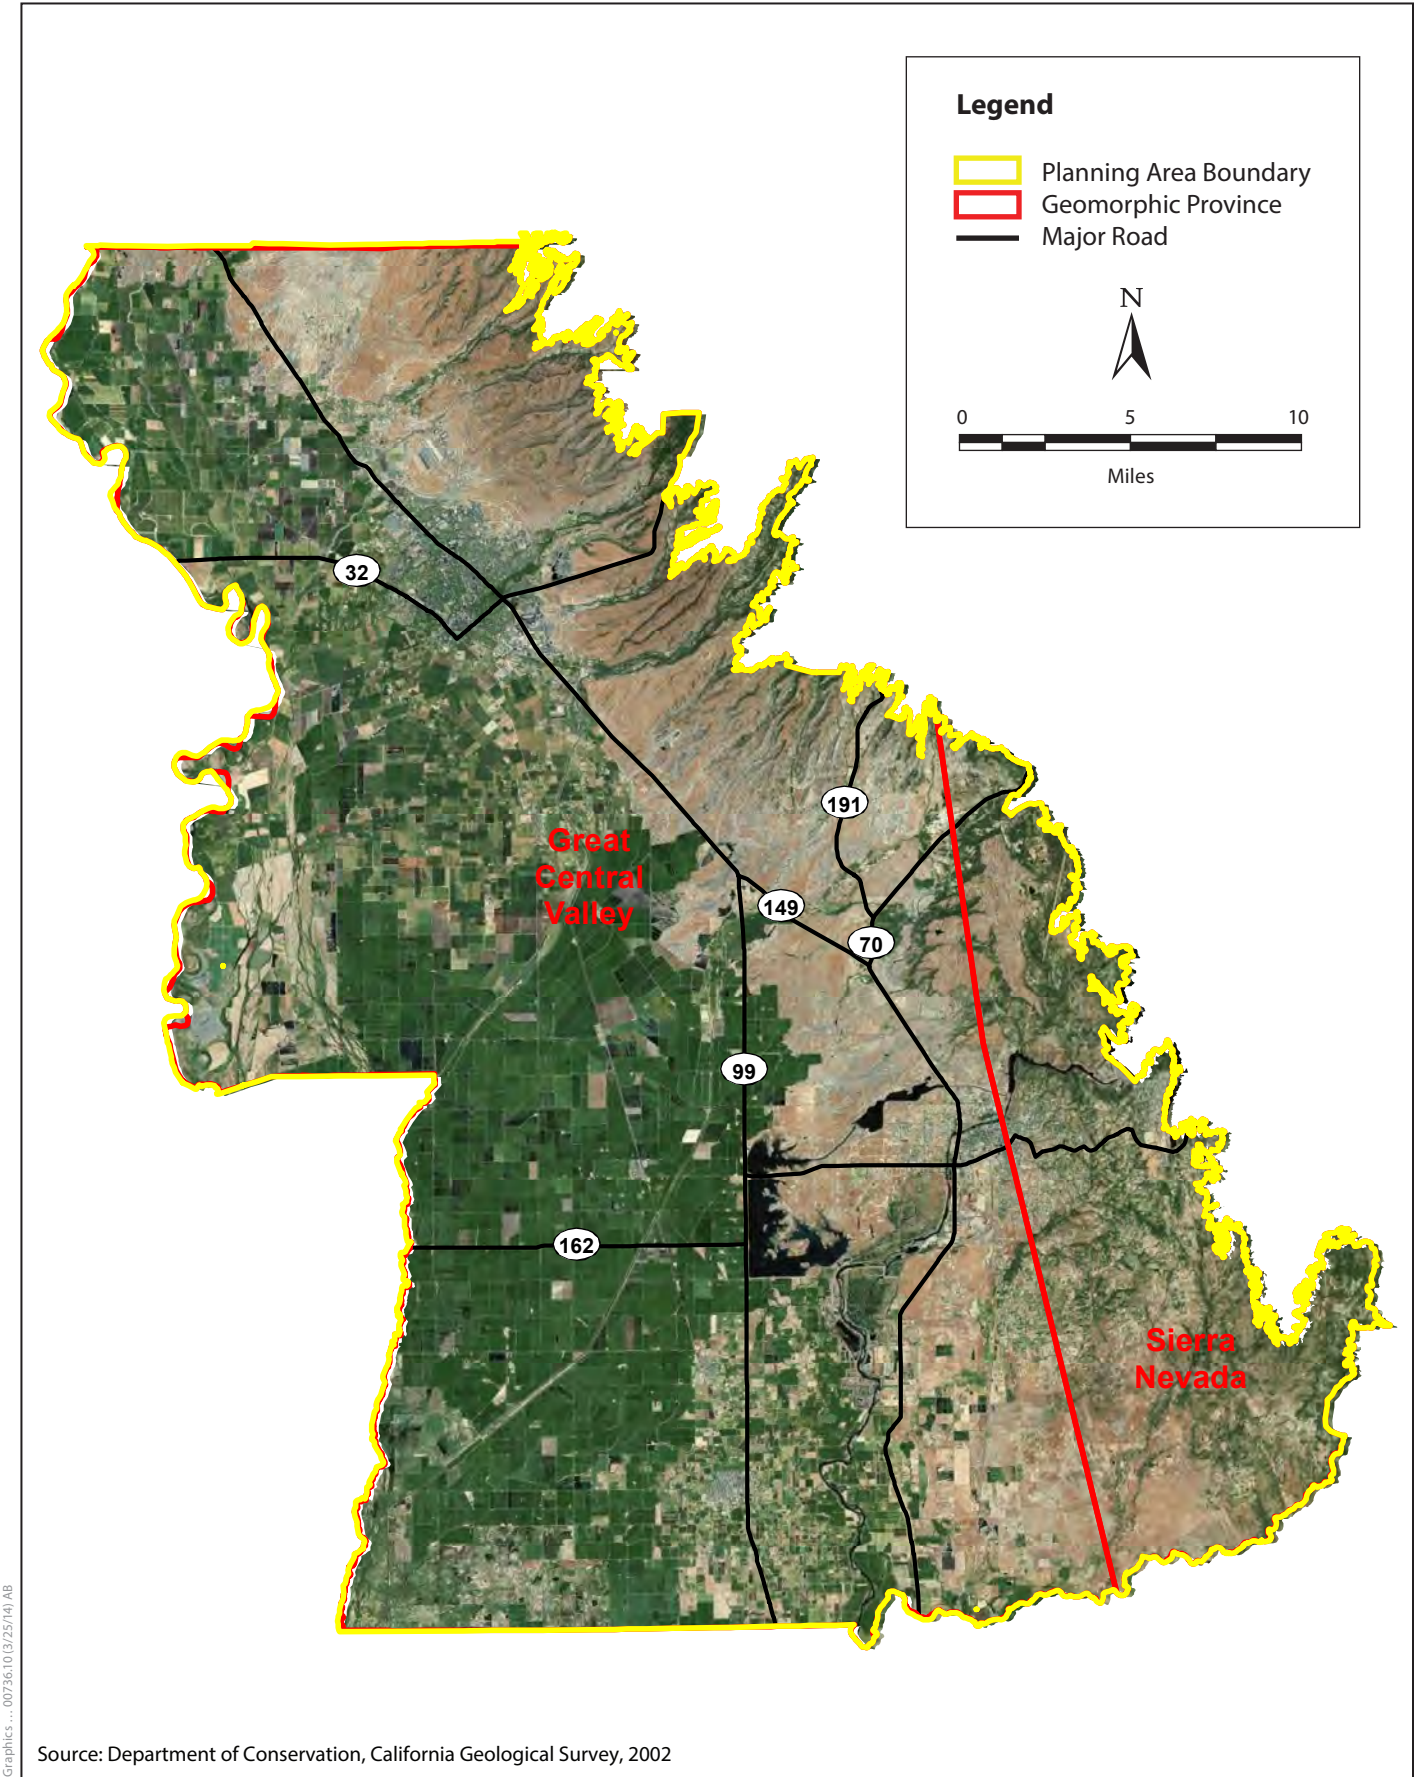 Legend
Planning Area Boundary
Geomorphic Province
Major Road
N
0 5 10
Miles
32
191
Great
Central
Valley
149
70
99
162
Sierra
Nevada
Graphics … 00736.10 (3/25/14) AB
Source: Department of Conservation, California Geological Survey, 2002